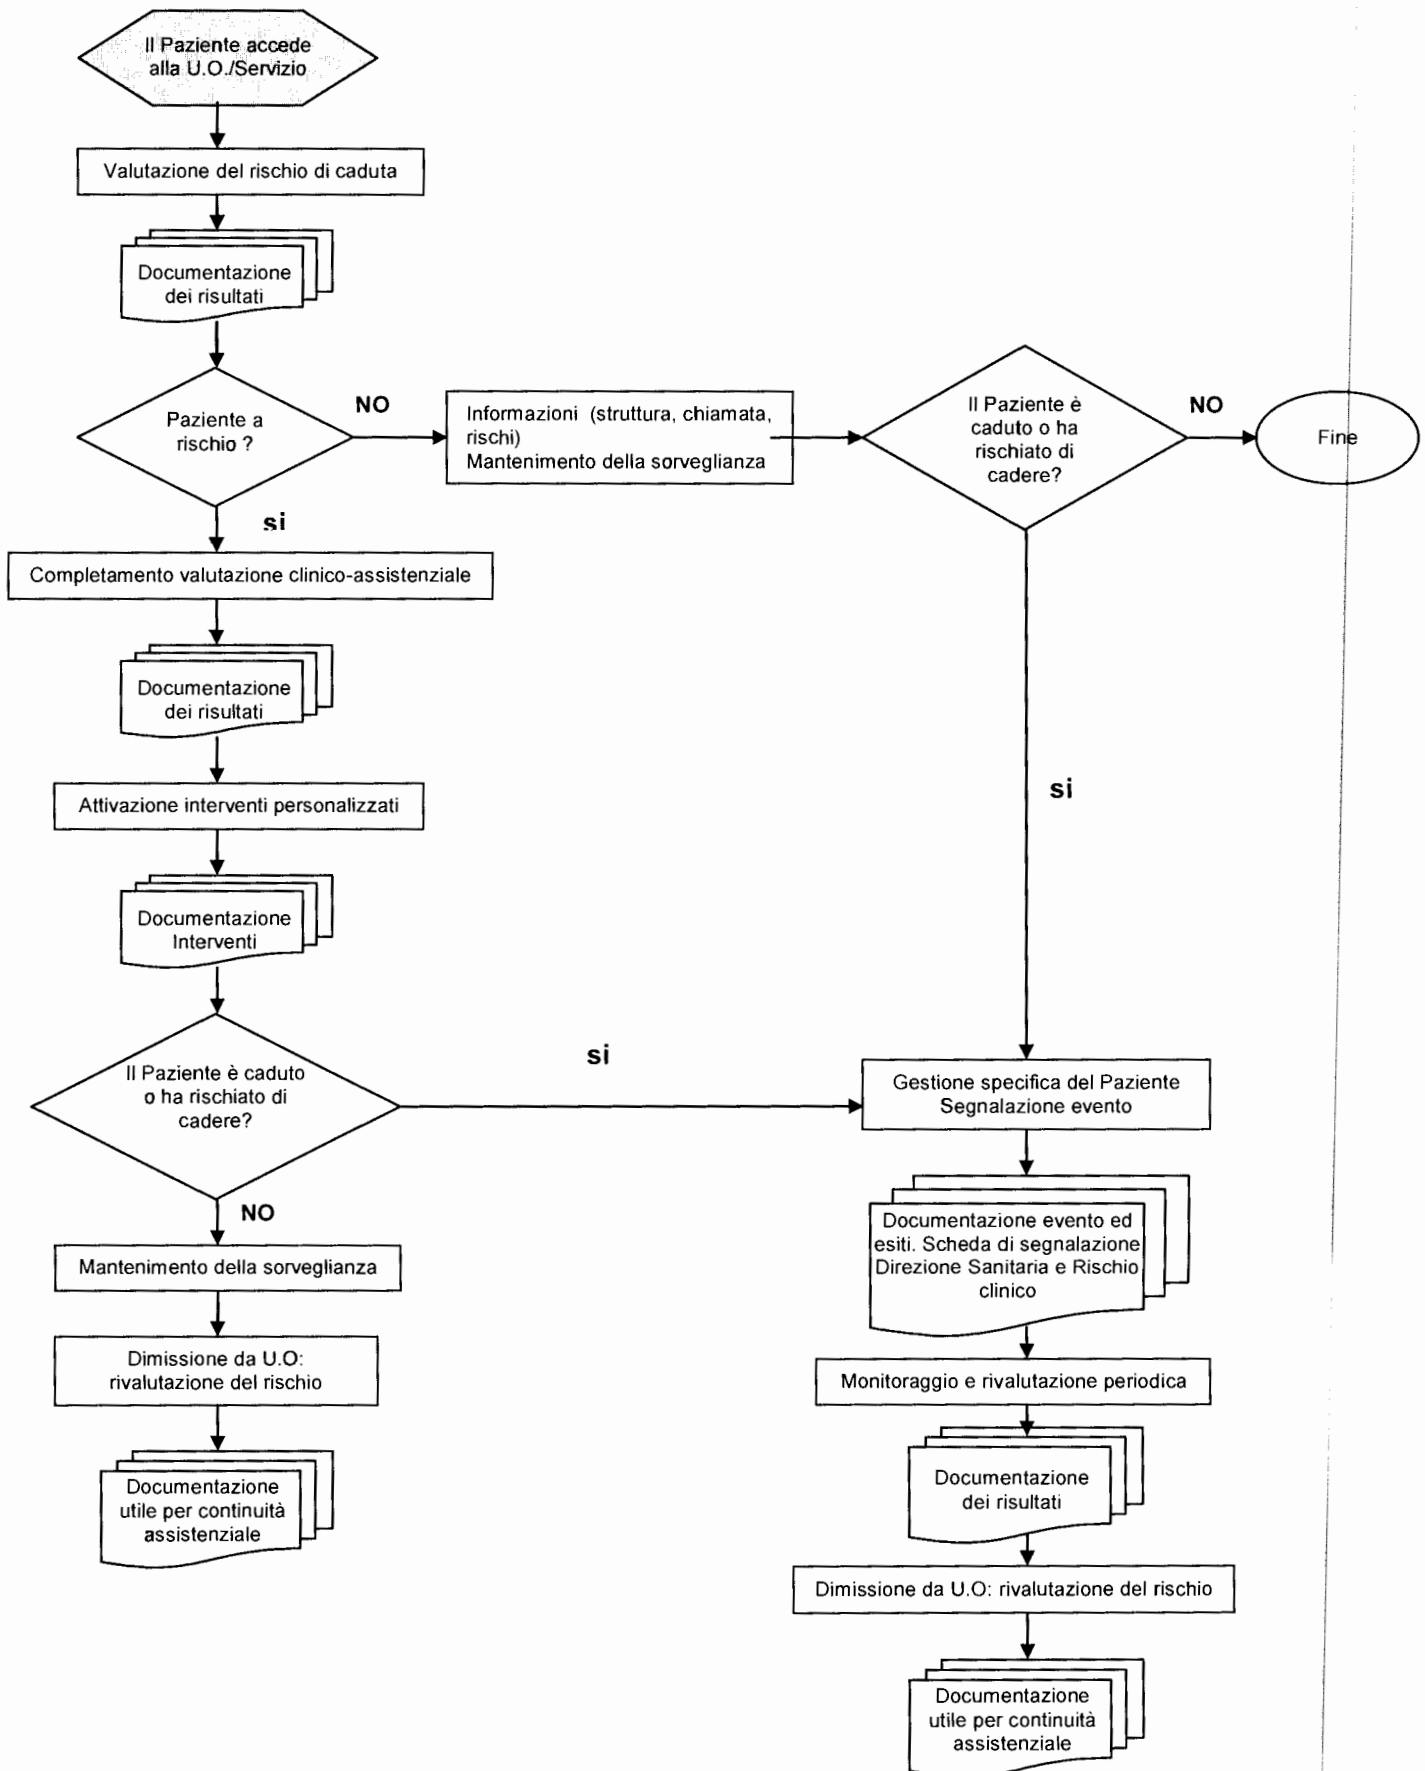 Il Paziente accede
alla U.O./Servizio
Valutazione del rischio di caduta
Documentazione
dei risultati
Paziente a
rischio ?
NO
Informazioni (struttura, chiamata,
rischi)
Mantenimento della sorveglianza
Il Paziente è
caduto o ha
rischiato di
cadere?
NO
Fine
si
Completamento valutazione clinico-assistenziale
Documentazione
dei risultati
Attivazione interventi personalizzati
si
Documentazione
Interventi
Il Paziente è caduto
o ha rischiato di
cadere?
si
Gestione specifica del Paziente
Segnalazione evento
NO
Mantenimento della sorveglianza
Dimissione da U.O:
rivalutazione del rischio
Documentazione
utile per continuità
assistenziale
Documentazione evento ed
esiti. Scheda di segnalazione
Direzione Sanitaria e Rischio
clinico
Monitoraggio e rivalutazione periodica
Documentazione
dei risultati
Dimissione da U.O: rivalutazione del rischio
Documentazione
utile per continuità
assistenziale